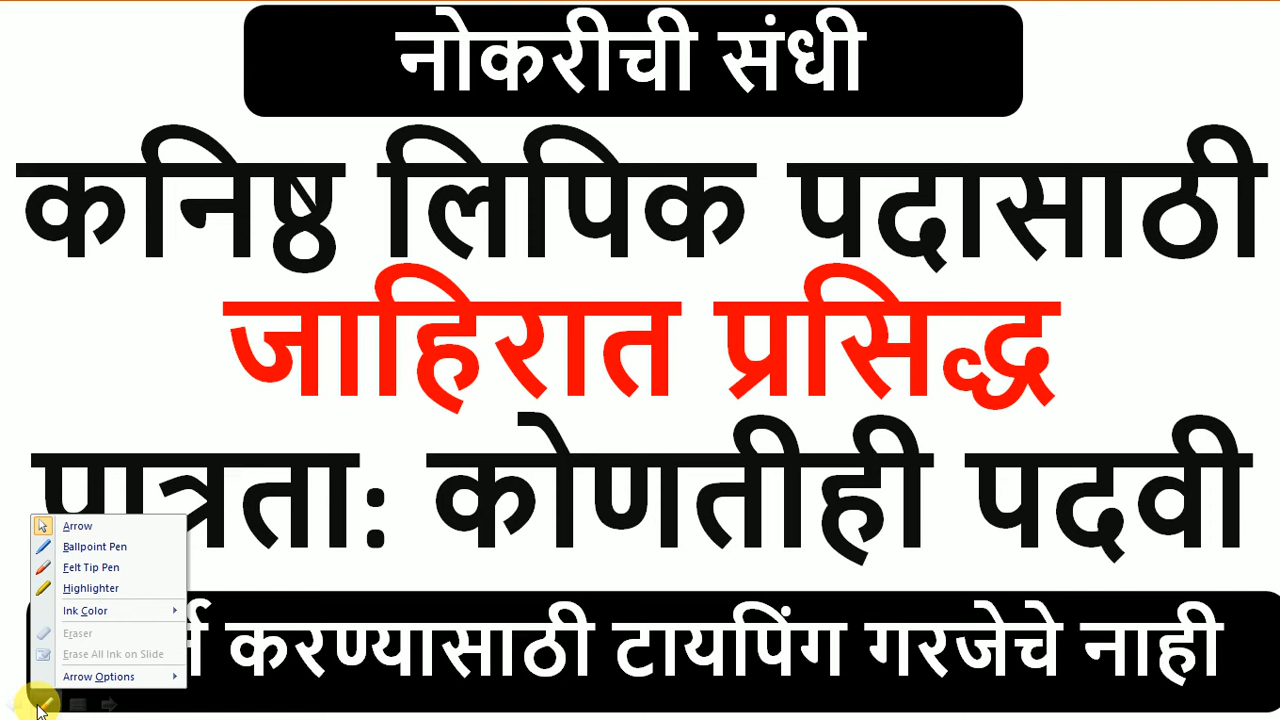 नोकरीची संधी
कनिष्ठ लिपिक पदासाठी
जाहिरात प्रसिद्ध
पात्रता: कोणतीही पदवी
करण्यासाठी टायपिंग गरजेचे नाही
Arrow
Ballpoint Pen
Felt Tip Pen
Highlighter
Ink Color
Eraser
Erase All Ink on Slide
Arrow Options